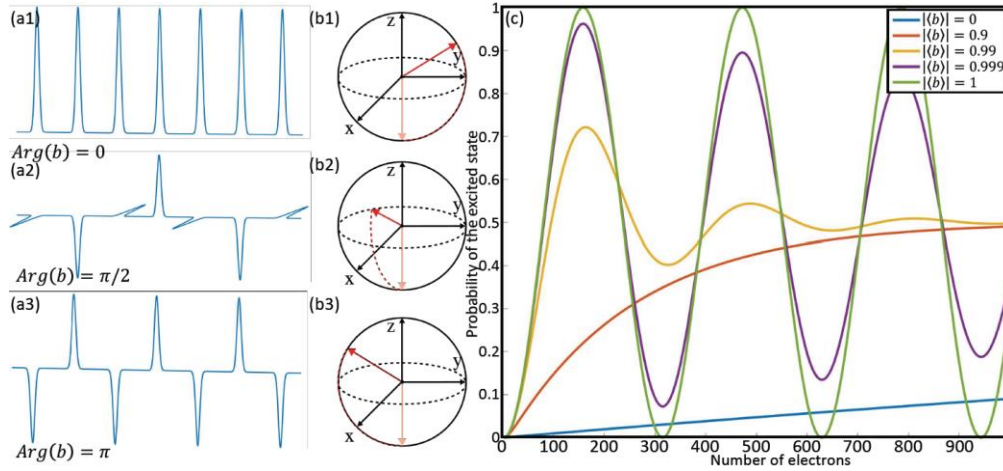 (a1)
Arg(b) = 0
(a2)
Arg(b) = π/2
(a3)
Arg(b) = π
(b1)
z
y
x
(b2)
z
y
x
(b3)
z
y
x
(c)
|⟨b⟩| = 0
|⟨b⟩| = 0.9
|⟨b⟩| = 0.99
|⟨b⟩| = 0.999
|⟨b⟩| = 1
Probability of the excited state
1
0.9
0.8
0.7
0.6
0.5
0.4
0.3
0.2
0.1
0
0 100 200 300 400 500 600 700 800 900
Number of electrons